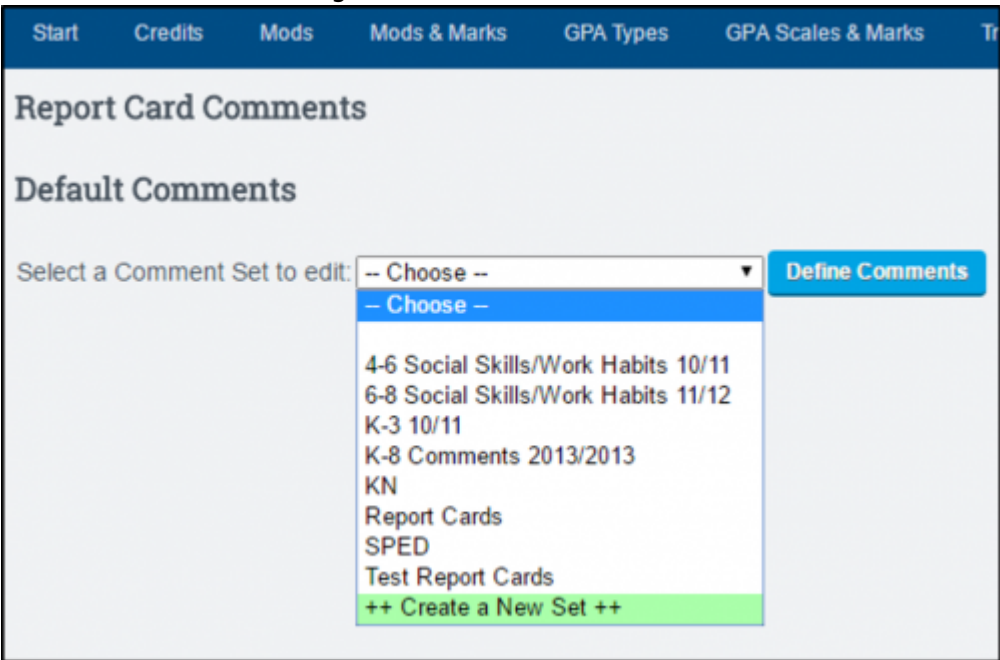 Start Credits Mods Mods & Marks GPA Types GPA Scales & Marks
Report Card Comments
Default Comments
Select a Comment Set to edit: -- Choose -- Define Comments
-- Choose --
4-6 Social Skills/Work Habits 10/11
6-8 Social Skills/Work Habits 11/12
K-3 10/11
K-8 Comments 2013/2013
KN
Report Cards
SPED
Test Report Cards
++ Create a New Set ++